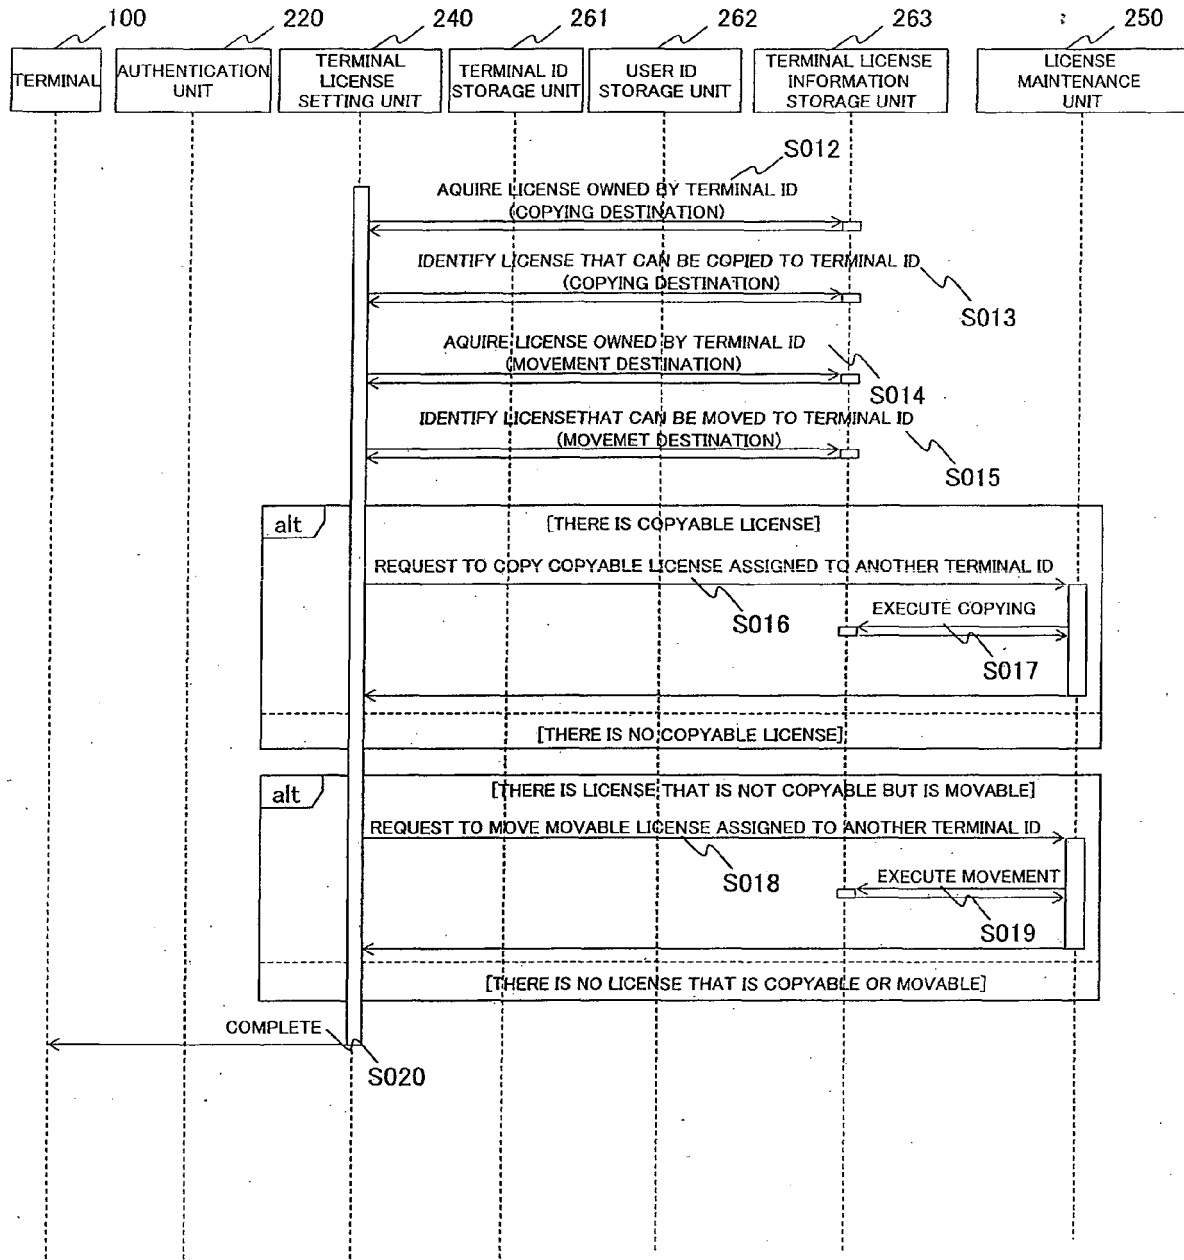 100
220
240
261
262
263
250
TERMINAL
AUTHENTICATION
UNIT
TERMINAL
LICENSE
SETTING UNIT
TERMINAL ID
STORAGE UNIT
USER ID
STORAGE UNIT
TERMINAL LICENSE
INFORMATION
STORAGE UNIT
LICENSE
MAINTENANCE
UNIT
S012
AQUIRE LICENSE OWNED BY TERMINAL ID
(COPYING DESTINATION)
IDENTIFY LICENSE THAT CAN BE COPIED TO TERMINAL ID
(COPYING DESTINATION)
S013
AQUIRE LICENSE OWNED BY TERMINAL ID
(MOVEMENT DESTINATION)
S014
IDENTIFY LICENSETHAT CAN BE MOVED TO TERMINAL ID
(MOVEMET DESTINATION)
S015
alt
[THERE IS COPYABLE LICENSE]
REQUEST TO COPY COPYABLE LICENSE ASSIGNED TO ANOTHER TERMINAL ID
S016
EXECUTE COPYING
S017
[THERE IS NO COPYABLE LICENSE]
alt
[THERE IS LICENSE THAT IS NOT COPYABLE BUT IS MOVABLE]
REQUEST TO MOVE MOVABLE LICENSE ASSIGNED TO ANOTHER TERMINAL ID
S018
EXECUTE MOVEMENT
S019
[THERE IS NO LICENSE THAT IS COPYABLE OR MOVABLE]
COMPLETE
S020